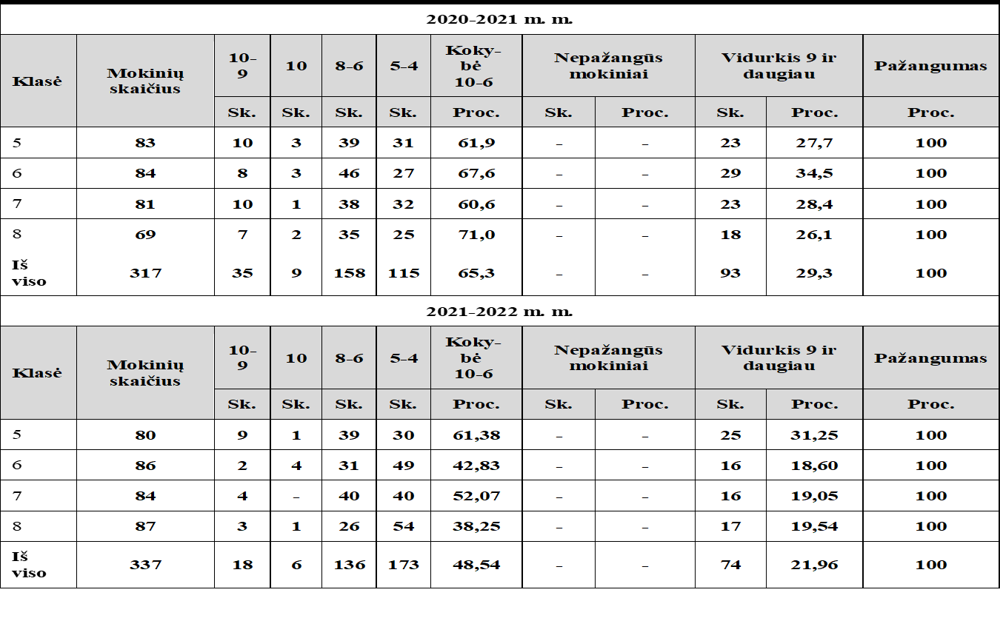 2020-2021 m. m.
Klasė Mokinių skaičius 10-9 10 8-6 5-4 Koky-bė 10-6 Nepažangūs mokiniai Vidurkis 9 ir daugiau Pažangumas
Sk. Sk. Sk. Sk. Proc. Sk. Proc. Sk. Proc. Proc.
5 83 10 3 39 31 61,9 - - 23 27,7 100
6 84 8 3 46 27 67,6 - - 29 34,5 100
7 81 10 1 38 32 60,6 - - 23 28,4 100
8 69 7 2 35 25 71,0 - - 18 26,1 100
Iš viso 317 35 9 158 115 65,3 - - 93 29,3 100
2021-2022 m. m.
Klasė Mokinių skaičius 10-9 10 8-6 5-4 Koky-bė 10-6 Nepažangūs mokiniai Vidurkis 9 ir daugiau Pažangumas
Sk. Sk. Sk. Sk. Proc. Sk. Proc. Sk. Proc. Proc.
5 80 9 1 39 30 61,38 - - 25 31,25 100
6 86 2 4 31 49 42,83 - - 16 18,60 100
7 84 4 - 40 40 52,07 - - 16 19,05 100
8 87 3 1 26 54 38,25 - - 17 19,54 100
Iš viso 337 18 6 136 173 48,54 - - 74 21,96 100